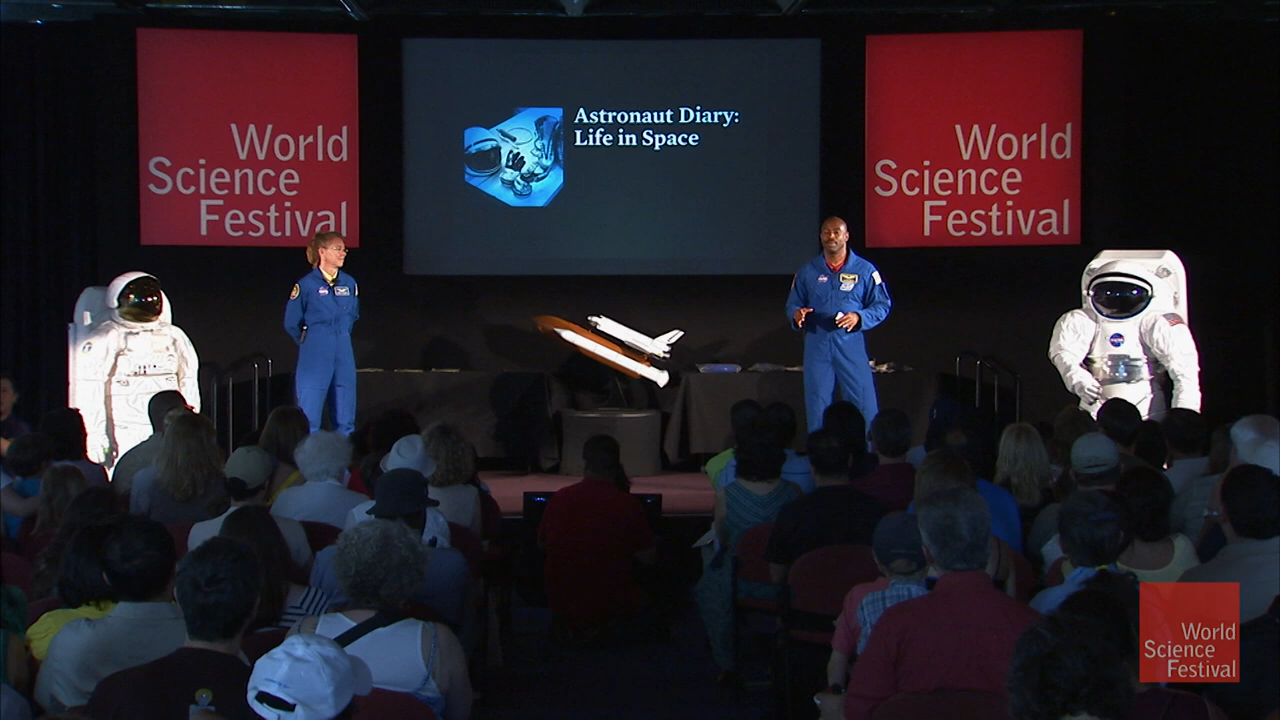 World
Science
Festival
Astronaut Diary:
Life in Space
World
Science
Festival
World
Science
Festival